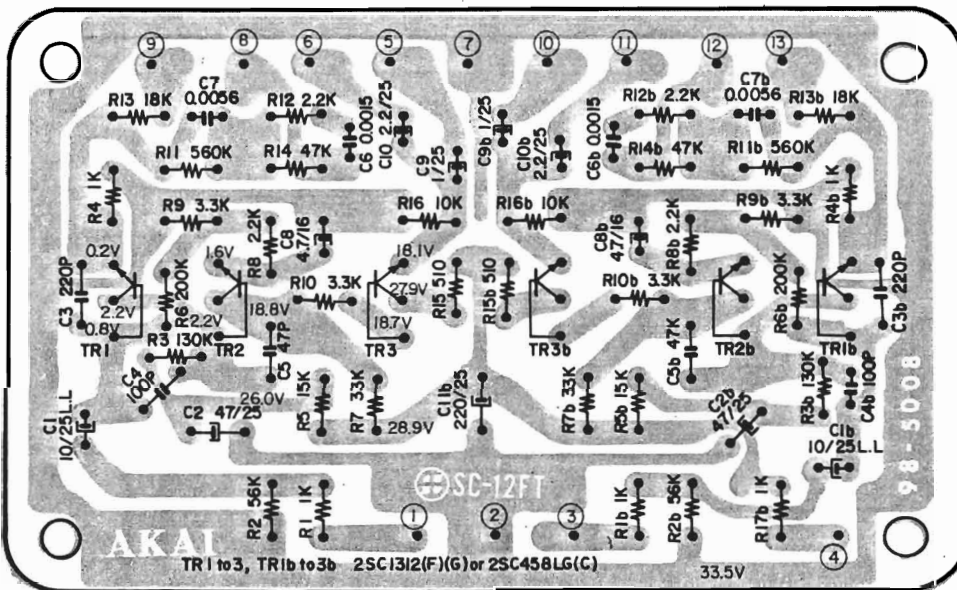 9 8 6 5 7 10 11 12 13
C7 C7b
R13 18K 0.0056 R12 2.2K C6 0.0015 C10 2.2/25 C9b 1/25 C10b 2.2/25 C6b 0.0015 R12b 2.2K 0.0056 R13b 18K
R11 560K R14 47K C9 1/25 R14b 47K R11b 560K
R4 1K R9 3.3K R8 2.2K C8 47/16 R16 10K R16b 10K C8b 47/16 R8b 2.2K R9b 3.3K R4b 1K
0.2V 1.6V 18.1V
C3 220P R6 200K R10 3.3K 27.9V R15 510 R15b 510 R10b 3.3K R6b 200K C3b 220P
2.2V 18.8V
0.8V 2.2V 18.7V
TR1 R3 130K TR2 C5 47P TR3 TR3b C5b 47K TR2b TR1b
C4 100P 26.0V R5 15K R7 33K C11b 220/25 R7b 33K R5b 15K C2b 47/25 R3b 130K C4b 100P
C1 10/25L.L C2 47/25 28.9V C1b
10/25L.L
98-5008
SC-12FT
R2 56K R1 1K 1 2 3 R1b 1K R2b 56K R17b 1K 4
AKAI
TR1 to 3, TR1b to 3b 2SC1312(F)(G) or 2SC458LG(C)
33.5V